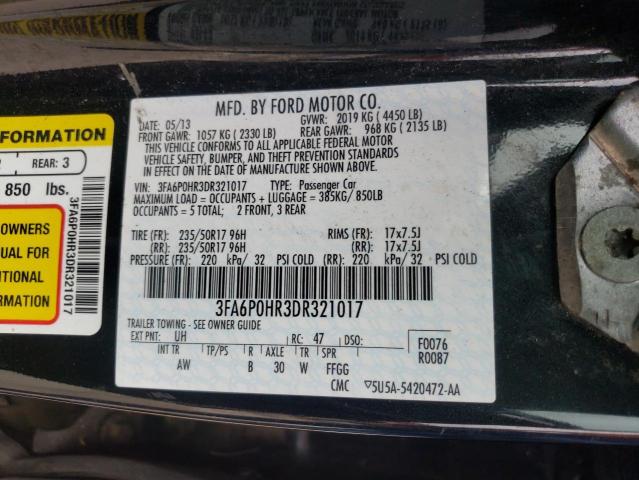 MFD. BY FORD MOTOR CO.
DATE: 05/13 GVWR: 2019 KG ( 4450 LB)
FRONT GAWR: 1057 KG ( 2330 LB) REAR GAWR: 968 KG ( 2135 LB)
THIS VEHICLE CONFORMS TO ALL APPLICABLE FEDERAL MOTOR
VEHICLE SAFETY, BUMPER, AND THEFT PREVENTION STANDARDS
IN EFFECT ON THE DATE OF MANUFACTURE SHOWN ABOVE.
VIN: 3FA6P0HR3DR321017 TYPE: Passenger Car
MAXIMUM LOAD = OCCUPANTS + LUGGAGE = 385KG/ 850LB
OCCUPANTS = 5 TOTAL; 2 FRONT, 3 REAR
TIRE (FR): 235/50R17 96H RIMS (FR): 17x7.5J
(RR): 235/50R17 96H (RR): 17x7.5J
PRESSURE (FR): 220 kPa/ 32 PSI COLD (RR): 220 kPa/ 32 PSI COLD
3FA6P0HR3DR321017
TRAILER TOWING - SEE OWNER GUIDE
EXT PNT: UH RC: 47 DSO: F0076
R0087
INT TR TP/PS R AXLE TR SPR
AW B 30 W FFGG
CMC 5U5A-5420472-AA
FORMATION
REAR: 3
850 lbs.
OWNERS
UAL FOR
ITIONAL
MATION
3FA6P0HR3DR321017